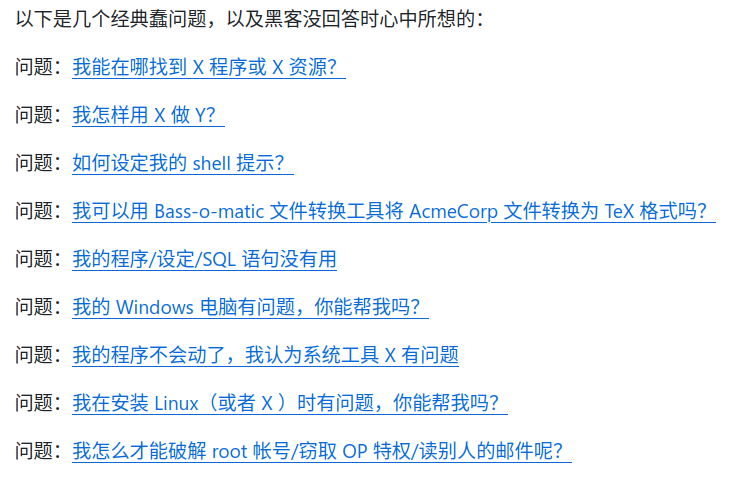 以下是几个经典蠢问题，以及黑客没回答时心中所想的：
问题：我能在哪找到 X 程序或 X 资源？
问题：我怎样用 X 做 Y？
问题：如何设定我的 shell 提示？
问题：我可以用 Bass-o-matic 文件转换工具将 AcmeCorp 文件转换为 TeX 格式吗？
问题：我的程序/设定/SQL 语句没有用
问题：我的 Windows 电脑有问题，你能帮我吗？
问题：我的程序不会动了，我认为系统工具 X 有问题
问题：我在安装 Linux（或者 X ）时有问题，你能帮我吗？
问题：我怎么才能破解 root 帐号/窃取 OP 特权/读别人的邮件呢？